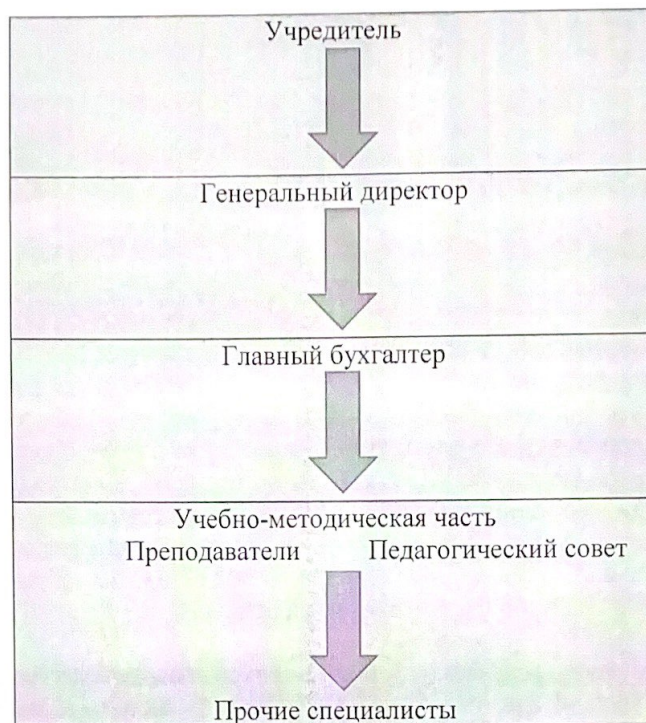 Учредитель
Генеральный директор
Главный бухгалтер
Учебно-методическая часть
Преподаватели Педагогический совет
Прочие специалисты